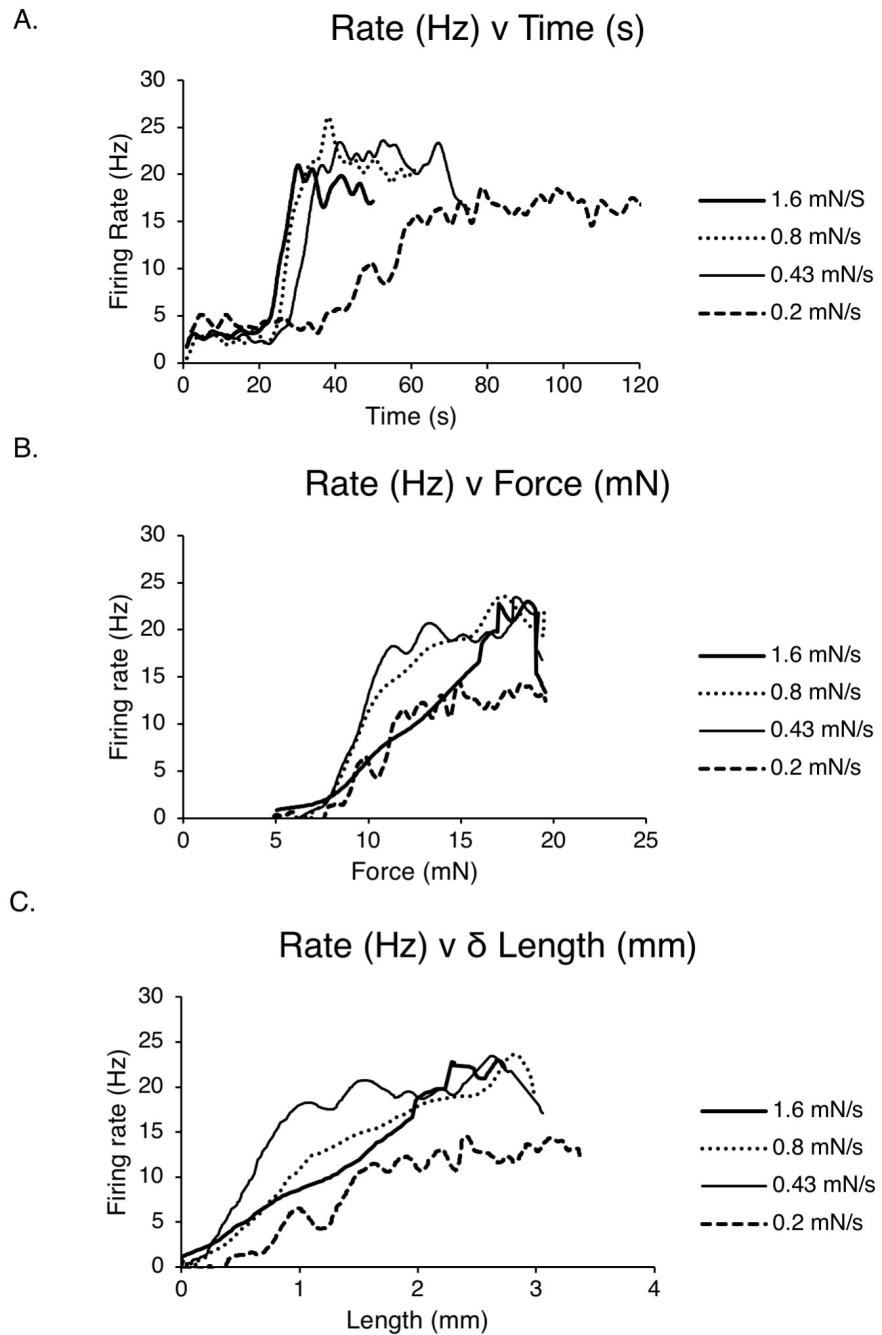 A.
Rate (Hz) v Time (s)
30
25
20
15
10
5
0
Firing Rate (Hz)
0 20 40 60 80 100 120
Time (s)
1.6 mN/S
0.8 mN/s
0.43 mN/s
0.2 mN/s
B.
Rate (Hz) v Force (mN)
30
25
20
15
10
5
0
Firing rate (Hz)
0 5 10 15 20 25
Force (mN)
1.6 mN/s
0.8 mN/s
0.43 mN/s
0.2 mN/s
C.
Rate (Hz) v δ Length (mm)
30
25
20
15
10
5
0
Firing rate (Hz)
0 1 2 3 4
Length (mm)
1.6 mN/s
0.8 mN/s
0.43 mN/s
0.2 mN/s